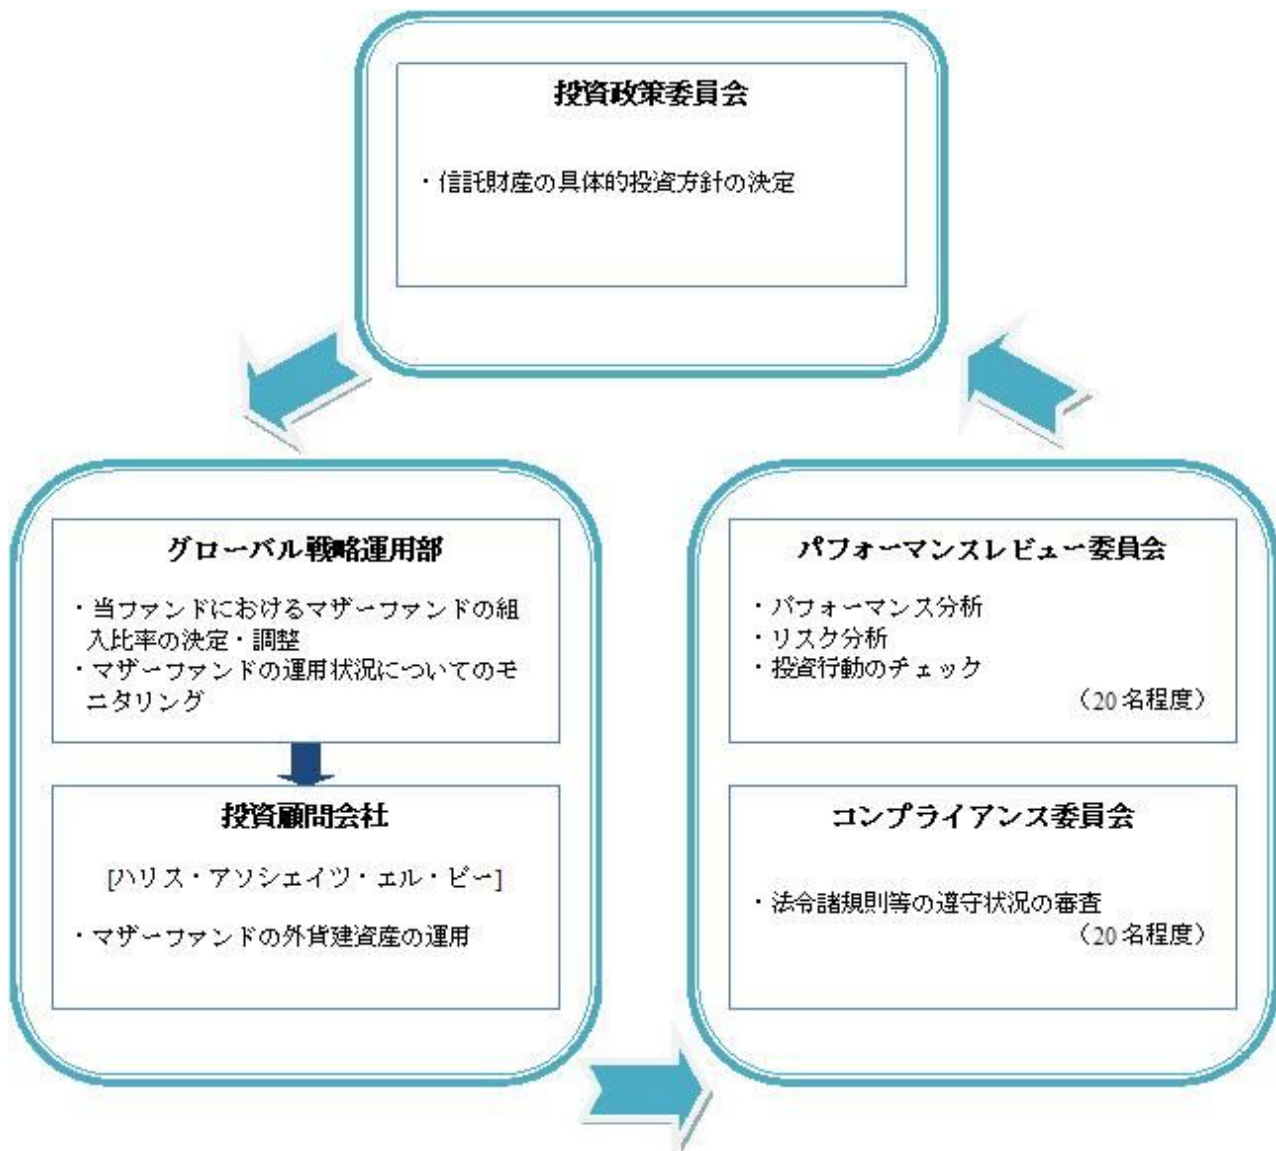 投資政策委員会
・信託財産の具体的投資方針の決定
グローバル戦略運用部
・当ファンドにおけるマザーファンドの組
入比率の決定・調整
・マザーファンドの運用状況についてのモ
ニタリング
投資顧問会社
[ハリス・アソシエイツ・エル・ピー]
・マザーファンドの外貨建資産の運用
パフォーマンスレビュー委員会
・パフォーマンス分析
・リスク分析
・投資行動のチェック
（20 名程度）
コンプライアンス委員会
・法令諸規則等の遵守状況の審査
（20 名程度）